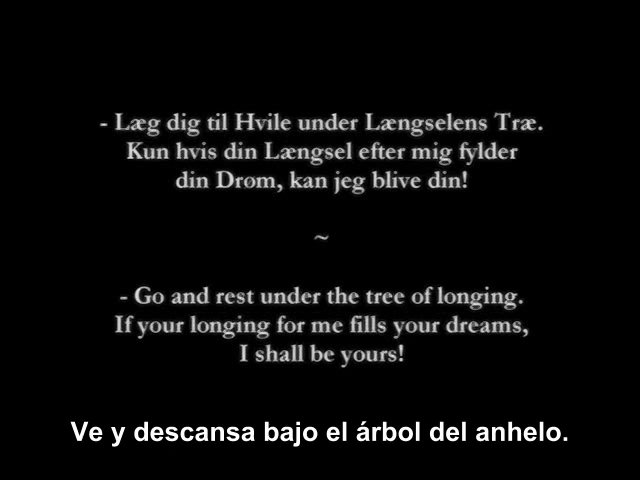 - Læg dig til Hvile under Længselens Træ.
Kun hvis din Længsel efter mig fylder
din Drøm, kan jeg blive din!
~
- Go and rest under the tree of longing.
If your longing for me fills your dreams,
I shall be yours!
Ve y descansa bajo el árbol del anhelo.